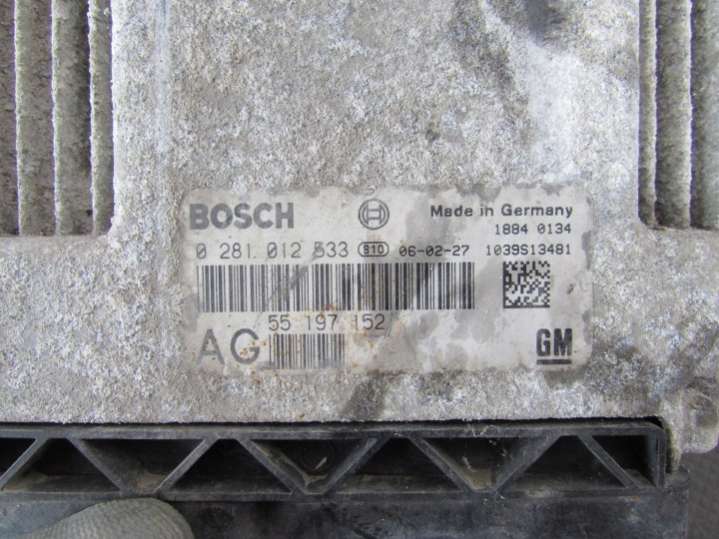 BOSCH Made in Germany
1884 0134
0 281 012 533 S10 06-02-27 1039S13481
55 197 152
AG GM